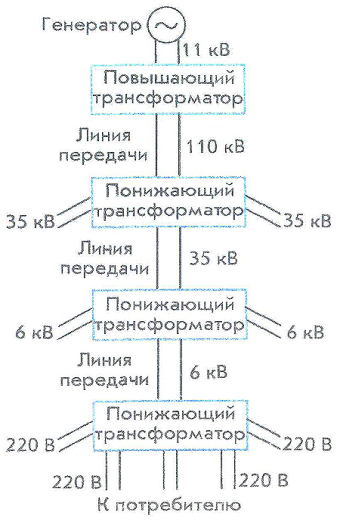 Генератор
11 кВ
Повышающий
трансформатор
Линия
передачи
110 кВ
Понижающий
трансформатор
35 кВ
35 кВ
Линия
передачи
35 кВ
Понижающий
трансформатор
6 кВ
6 кВ
Линия
передачи
6 кВ
Понижающий
трансформатор
220 В
220 В
220 В
220 В
К потребителю